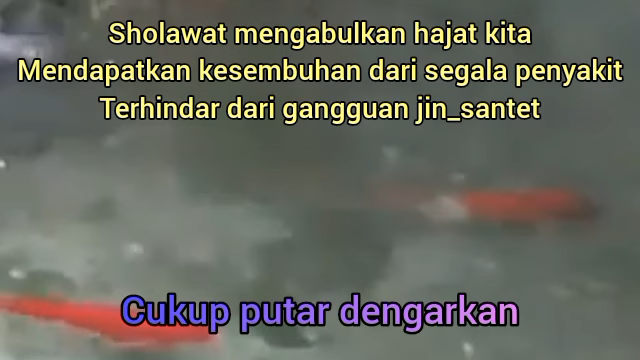 Sholawat mengabulkan hajat kita
Mendapatkan kesembuhan dari segala penyakit
Terhindar dari gangguan jin_santet
Cukup putar dengarkan